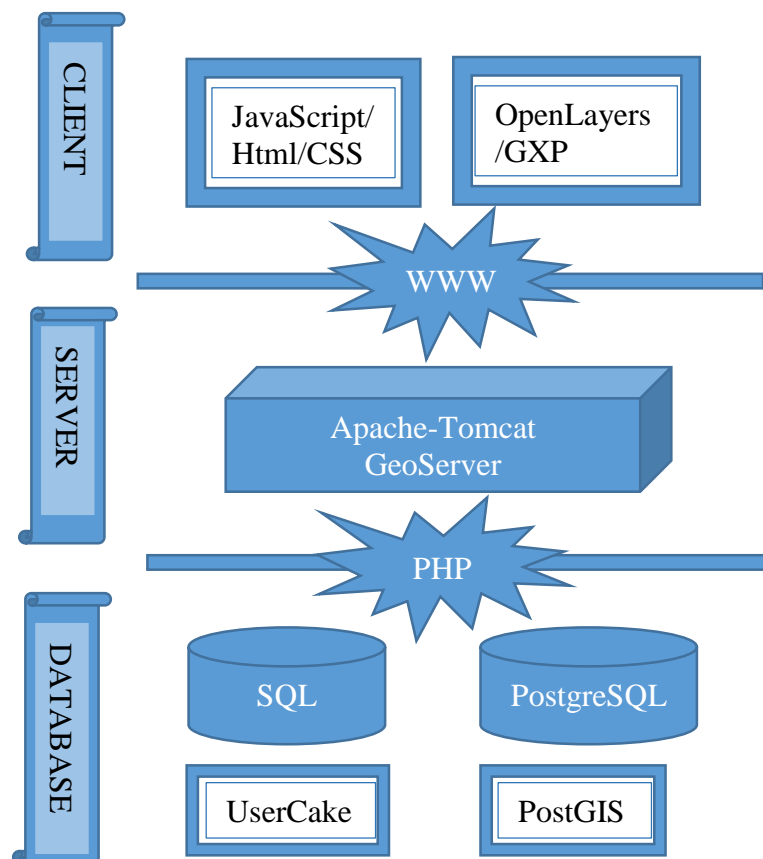 CLIENT
JavaScript/
Html/CSS
OpenLayers
/GXP
WWW
SERVER
Apache-Tomcat
GeoServer
PHP
DATABASE
SQL
PostgreSQL
UserCake
PostGIS